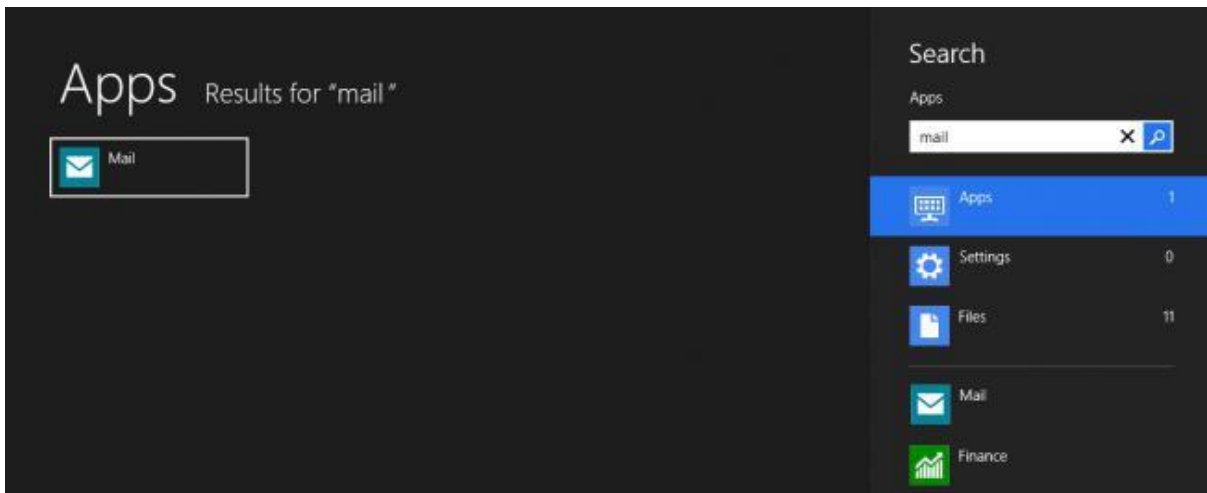 Apps Results for "mail"
Mail
Search
Apps
mail
Apps 1
Settings 0
Files 11
Mail
Finance